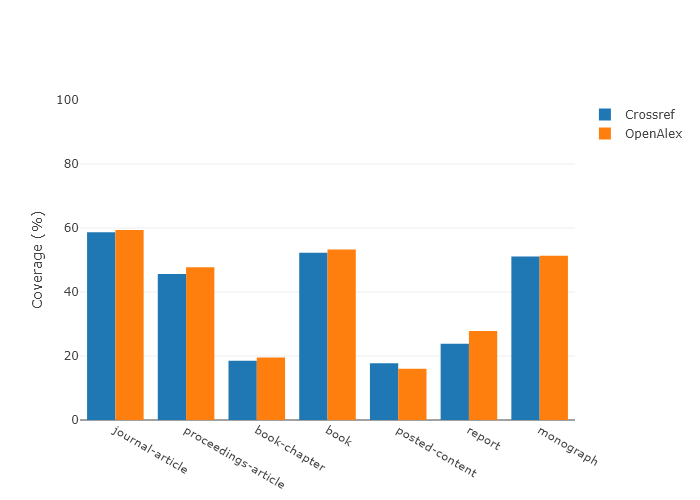 100
80
60
40
20
0
Coverage (%)
Crossref
OpenAlex
journal-article
proceedings-article
book-chapter
book
posted-content
report
monograph